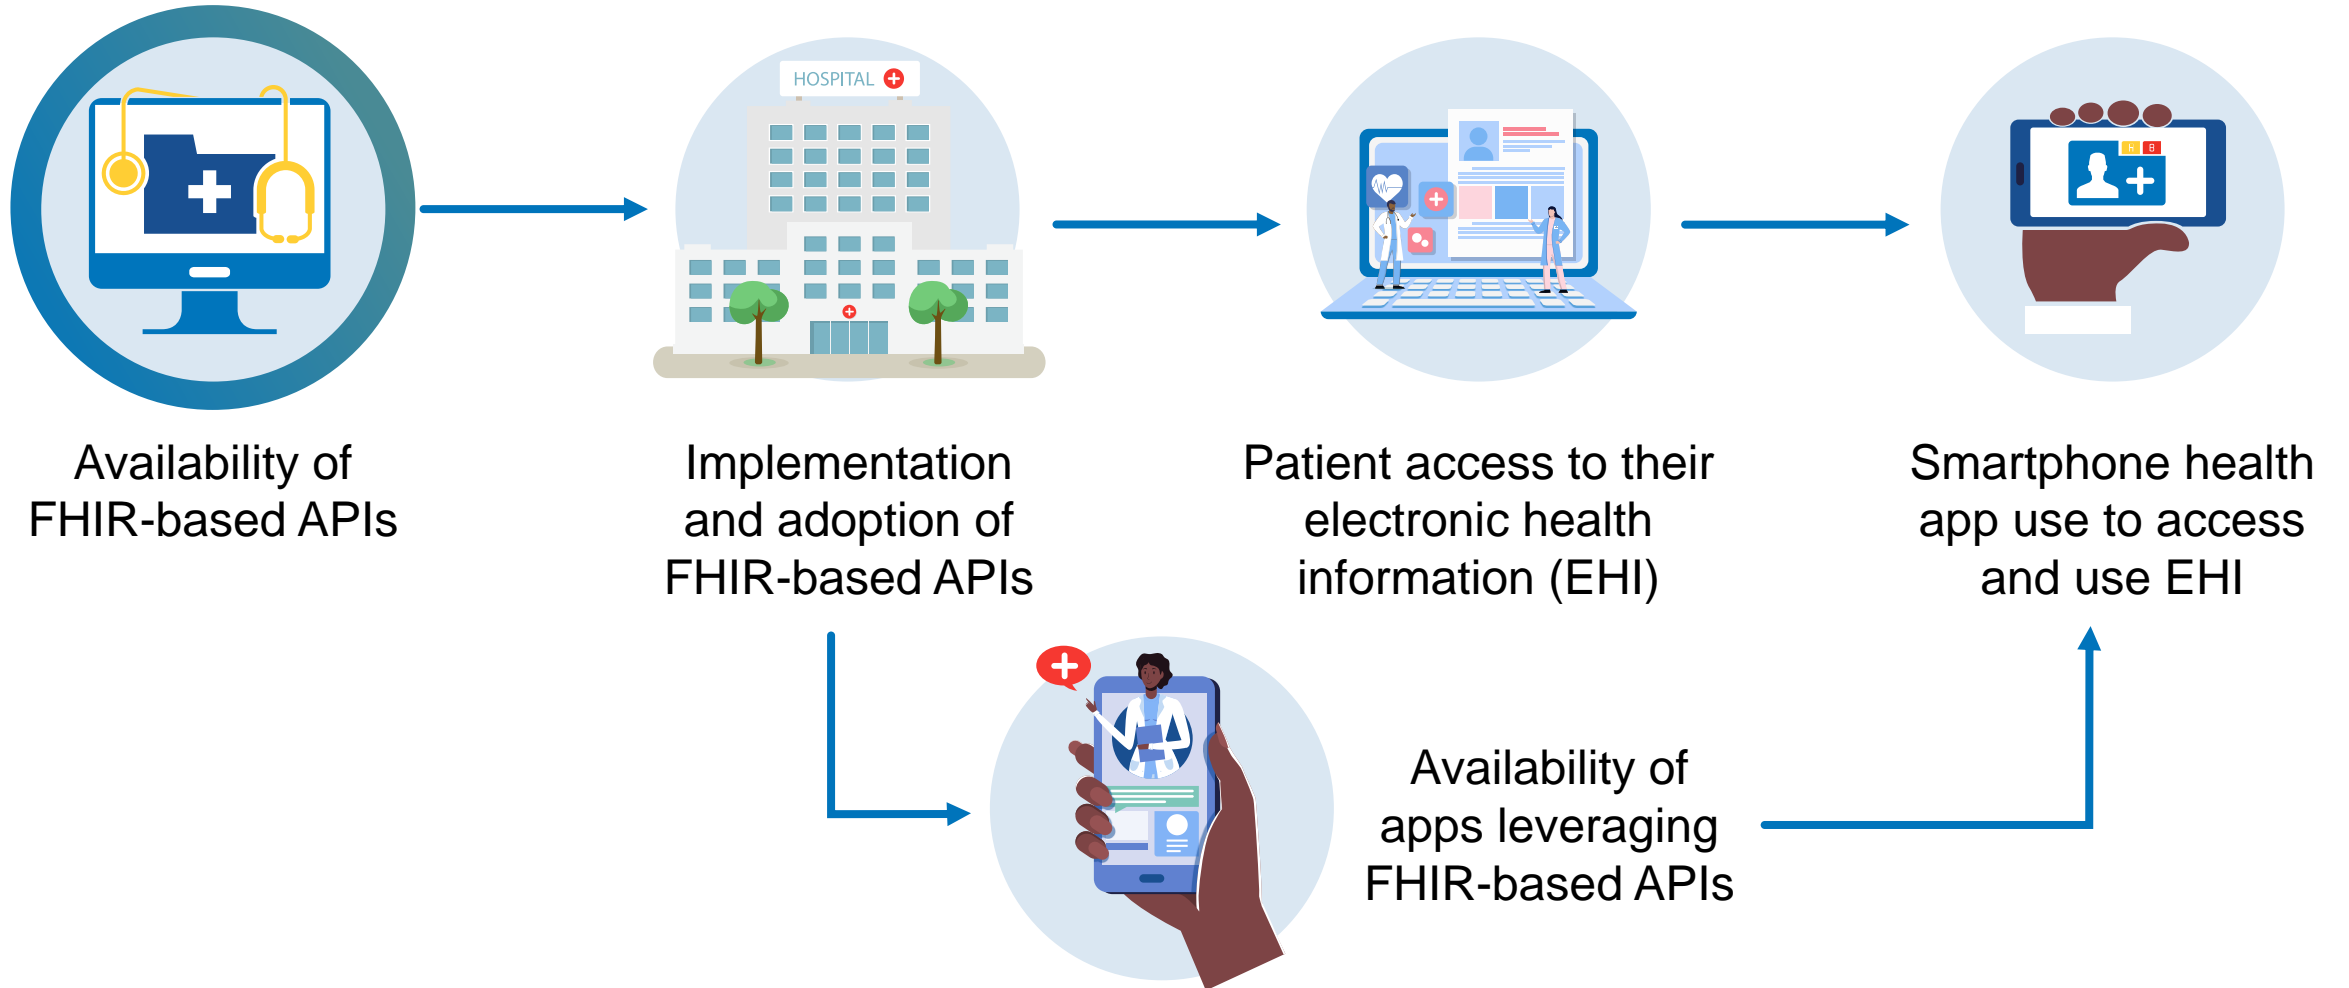 HOSPITAL
Availability of
FHIR-based APIs
Implementation
and adoption of
FHIR-based APIs
Patient access to their
electronic health
information (EHI)
Smartphone health
app use to access
and use EHI
Availability of
apps leveraging
FHIR-based APIs